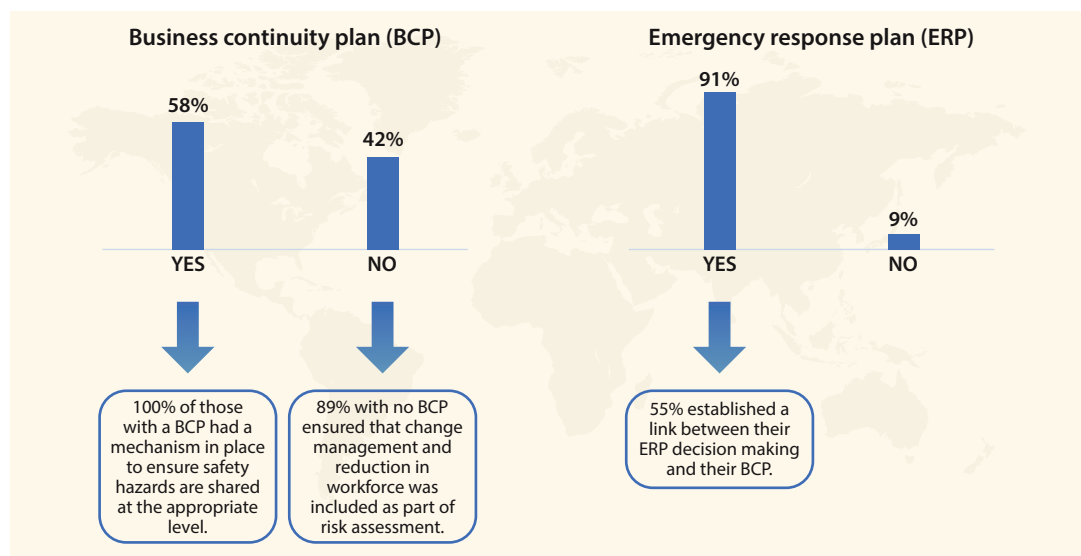 Business continuity plan (BCP)
58%
42%
YES
NO
100% of those
with a BCP had a
mechanism in place
to ensure safety
hazards are shared
at the appropriate
level.
89% with no BCP
ensured that change
management and
reduction in
workforce was
included as part of
risk assessment.
Emergency response plan (ERP)
91%
9%
YES
NO
55% established a
link between their
ERP decision making
and their BCP.